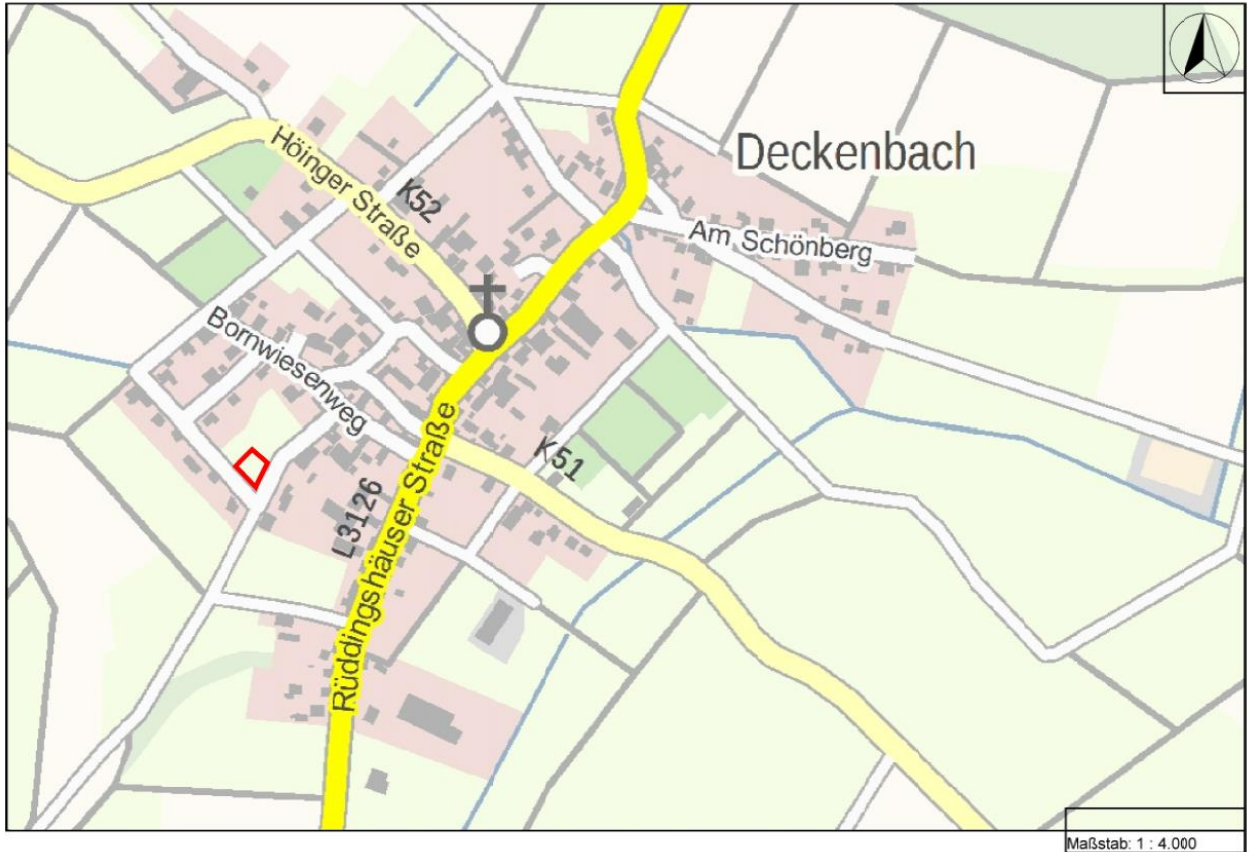 Deckenbach
Höinger Straße
K52
Am Schönberg
Bornwiesenweg
K51
L3126
Rüddingshäuser Straße
Maßstab: 1 : 4.000